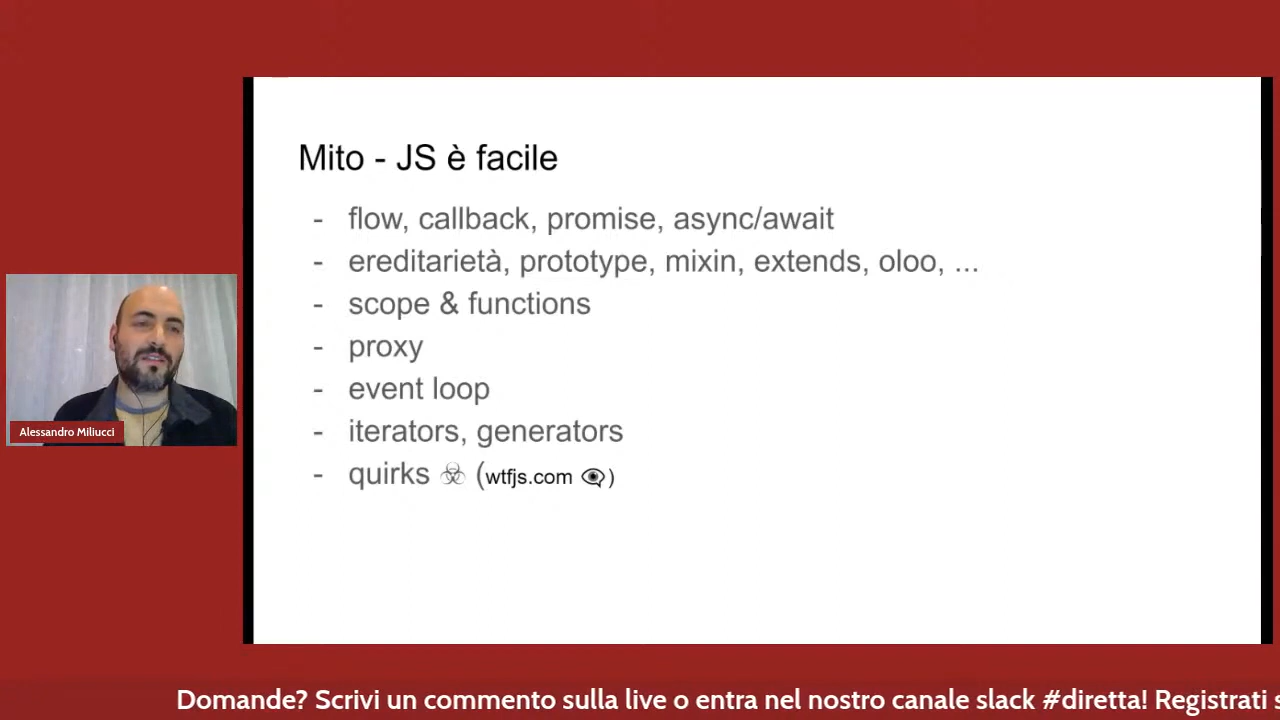 Mito - JS è facile
- flow, callback, promise, async/await
- ereditarietà, prototype, mixin, extends, oloo, ...
- scope & functions
- proxy
- event loop
- iterators, generators
- quirks ☣ (wtfjs.com 👁️‍🗨️)
Alessandro Miliucci
Domande? Scrivi un commento sulla live o entra nel nostro canale slack #diretta! Registrati